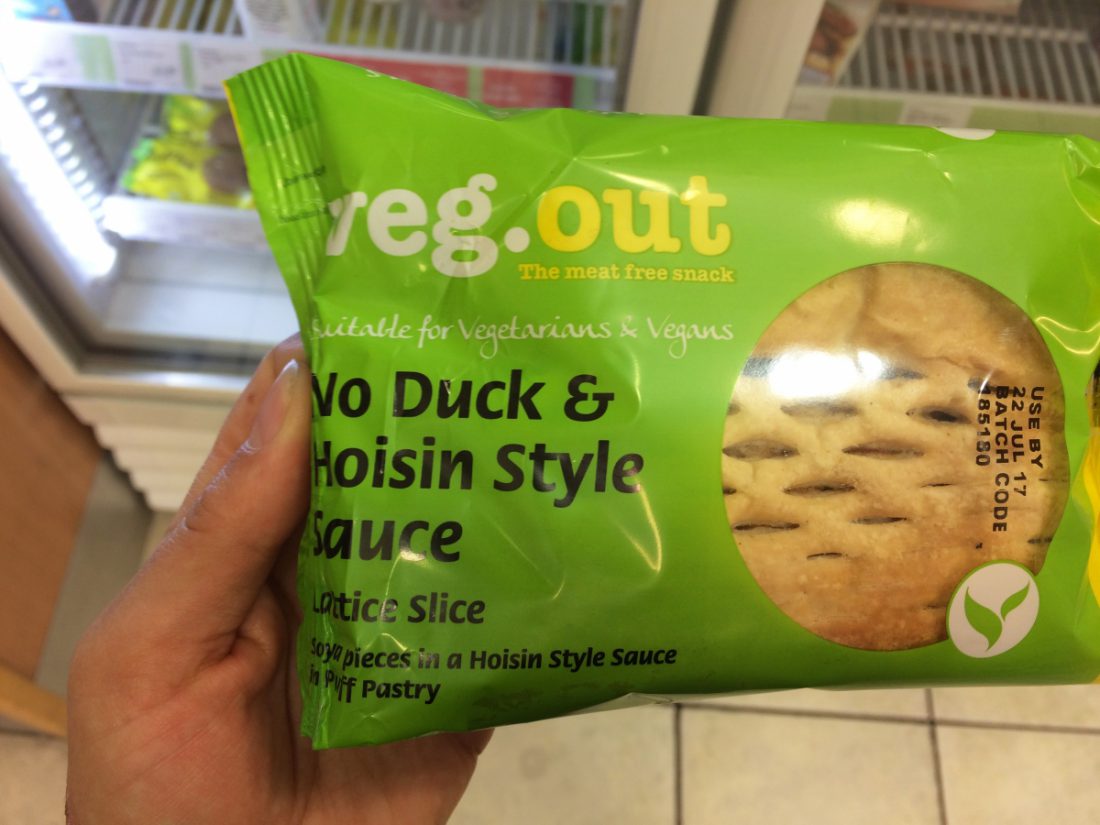 veg.out
The meat free snack
Suitable for Vegetarians & Vegans
No Duck &
Hoisin Style
Sauce
Lattice Slice
Soya pieces in a Hoisin Style Sauce
in Puff Pastry
USE BY
22 JUL 17
BATCH CODE
185180